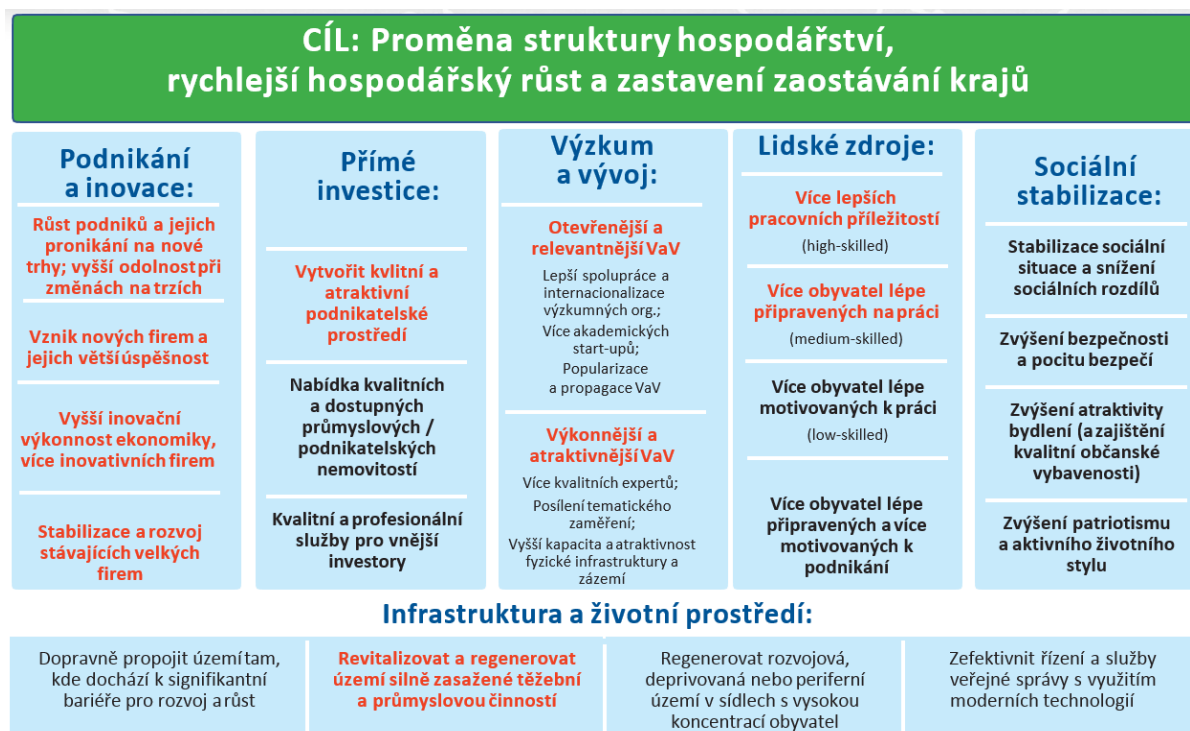 CÍL: Proměna struktury hospodářství,
rychlejší hospodářský růst a zastavení zaostávání krajů
Podnikání
a inovace:
Růst podniků a jejich
pronikání na nové
trhy; vyšší odolnost při
změnách na trzích
Vznik nových firem a
jejich větší úspěšnost
Vyšší inovační
výkonnost ekonomiky,
více inovativních firem
Stabilizace a rozvoj
stávajících velkých
firem
Přímé
investice:
Vytvořit kvlitní a
atraktivní
podnikatelské
prostředí
Nabídka kvalitních
a dostupných
průmyslových /
podnikatelských
nemovitostí
Kvalitní a profesionální
služby pro vnější
investory
Výzkum
a vývoj:
Otevřenější a
relevantnější VaV
Lepší spolupráce a
internacionalizace
výzkumných org.;
Více akademických
start-upů;
Popularizace
a propagace VaV
Výkonnější a
atraktivnější VaV
Více kvalitních expertů;
Posílení tematického
zaměření;
Vyšší kapacita a atraktivnost
fyzické infrastruktury a
zázemí
Lidské zdroje:
Více lepších
pracovních příležitostí
(high-skilled)
Více obyvatel lépe
připravených na práci
(medium-skilled)
Více obyvatel lépe
motivovaných k práci
(low-skilled)
Více obyvatel lépe
připravených a více
motivovaných k
podnikání
Sociální
stabilizace:
Stabilizace sociální
situace a snížení
sociálních rozdílů
Zvýšení bezpečnosti
a pocitu bezpečí
Zvýšení atraktivity
bydlení (a zajištění
kvalitní občanské
vybavenosti)
Zvýšení patriotismu
a aktivního životního
stylu
Infrastruktura a životní prostředí:
Dopravně propojit území tam,
kde dochází k signifikantní
bariéře pro rozvoj a růst
Revitalizovat a regenerovat
území silně zasažené těžební
a průmyslovou činností
Regenerovat rozvojová,
deprivovaná nebo periferní
území v sídlech s vysokou
koncentrací obyvatel
Zefektivnit řízení a služby
veřejné správy s využitím
moderních technologií